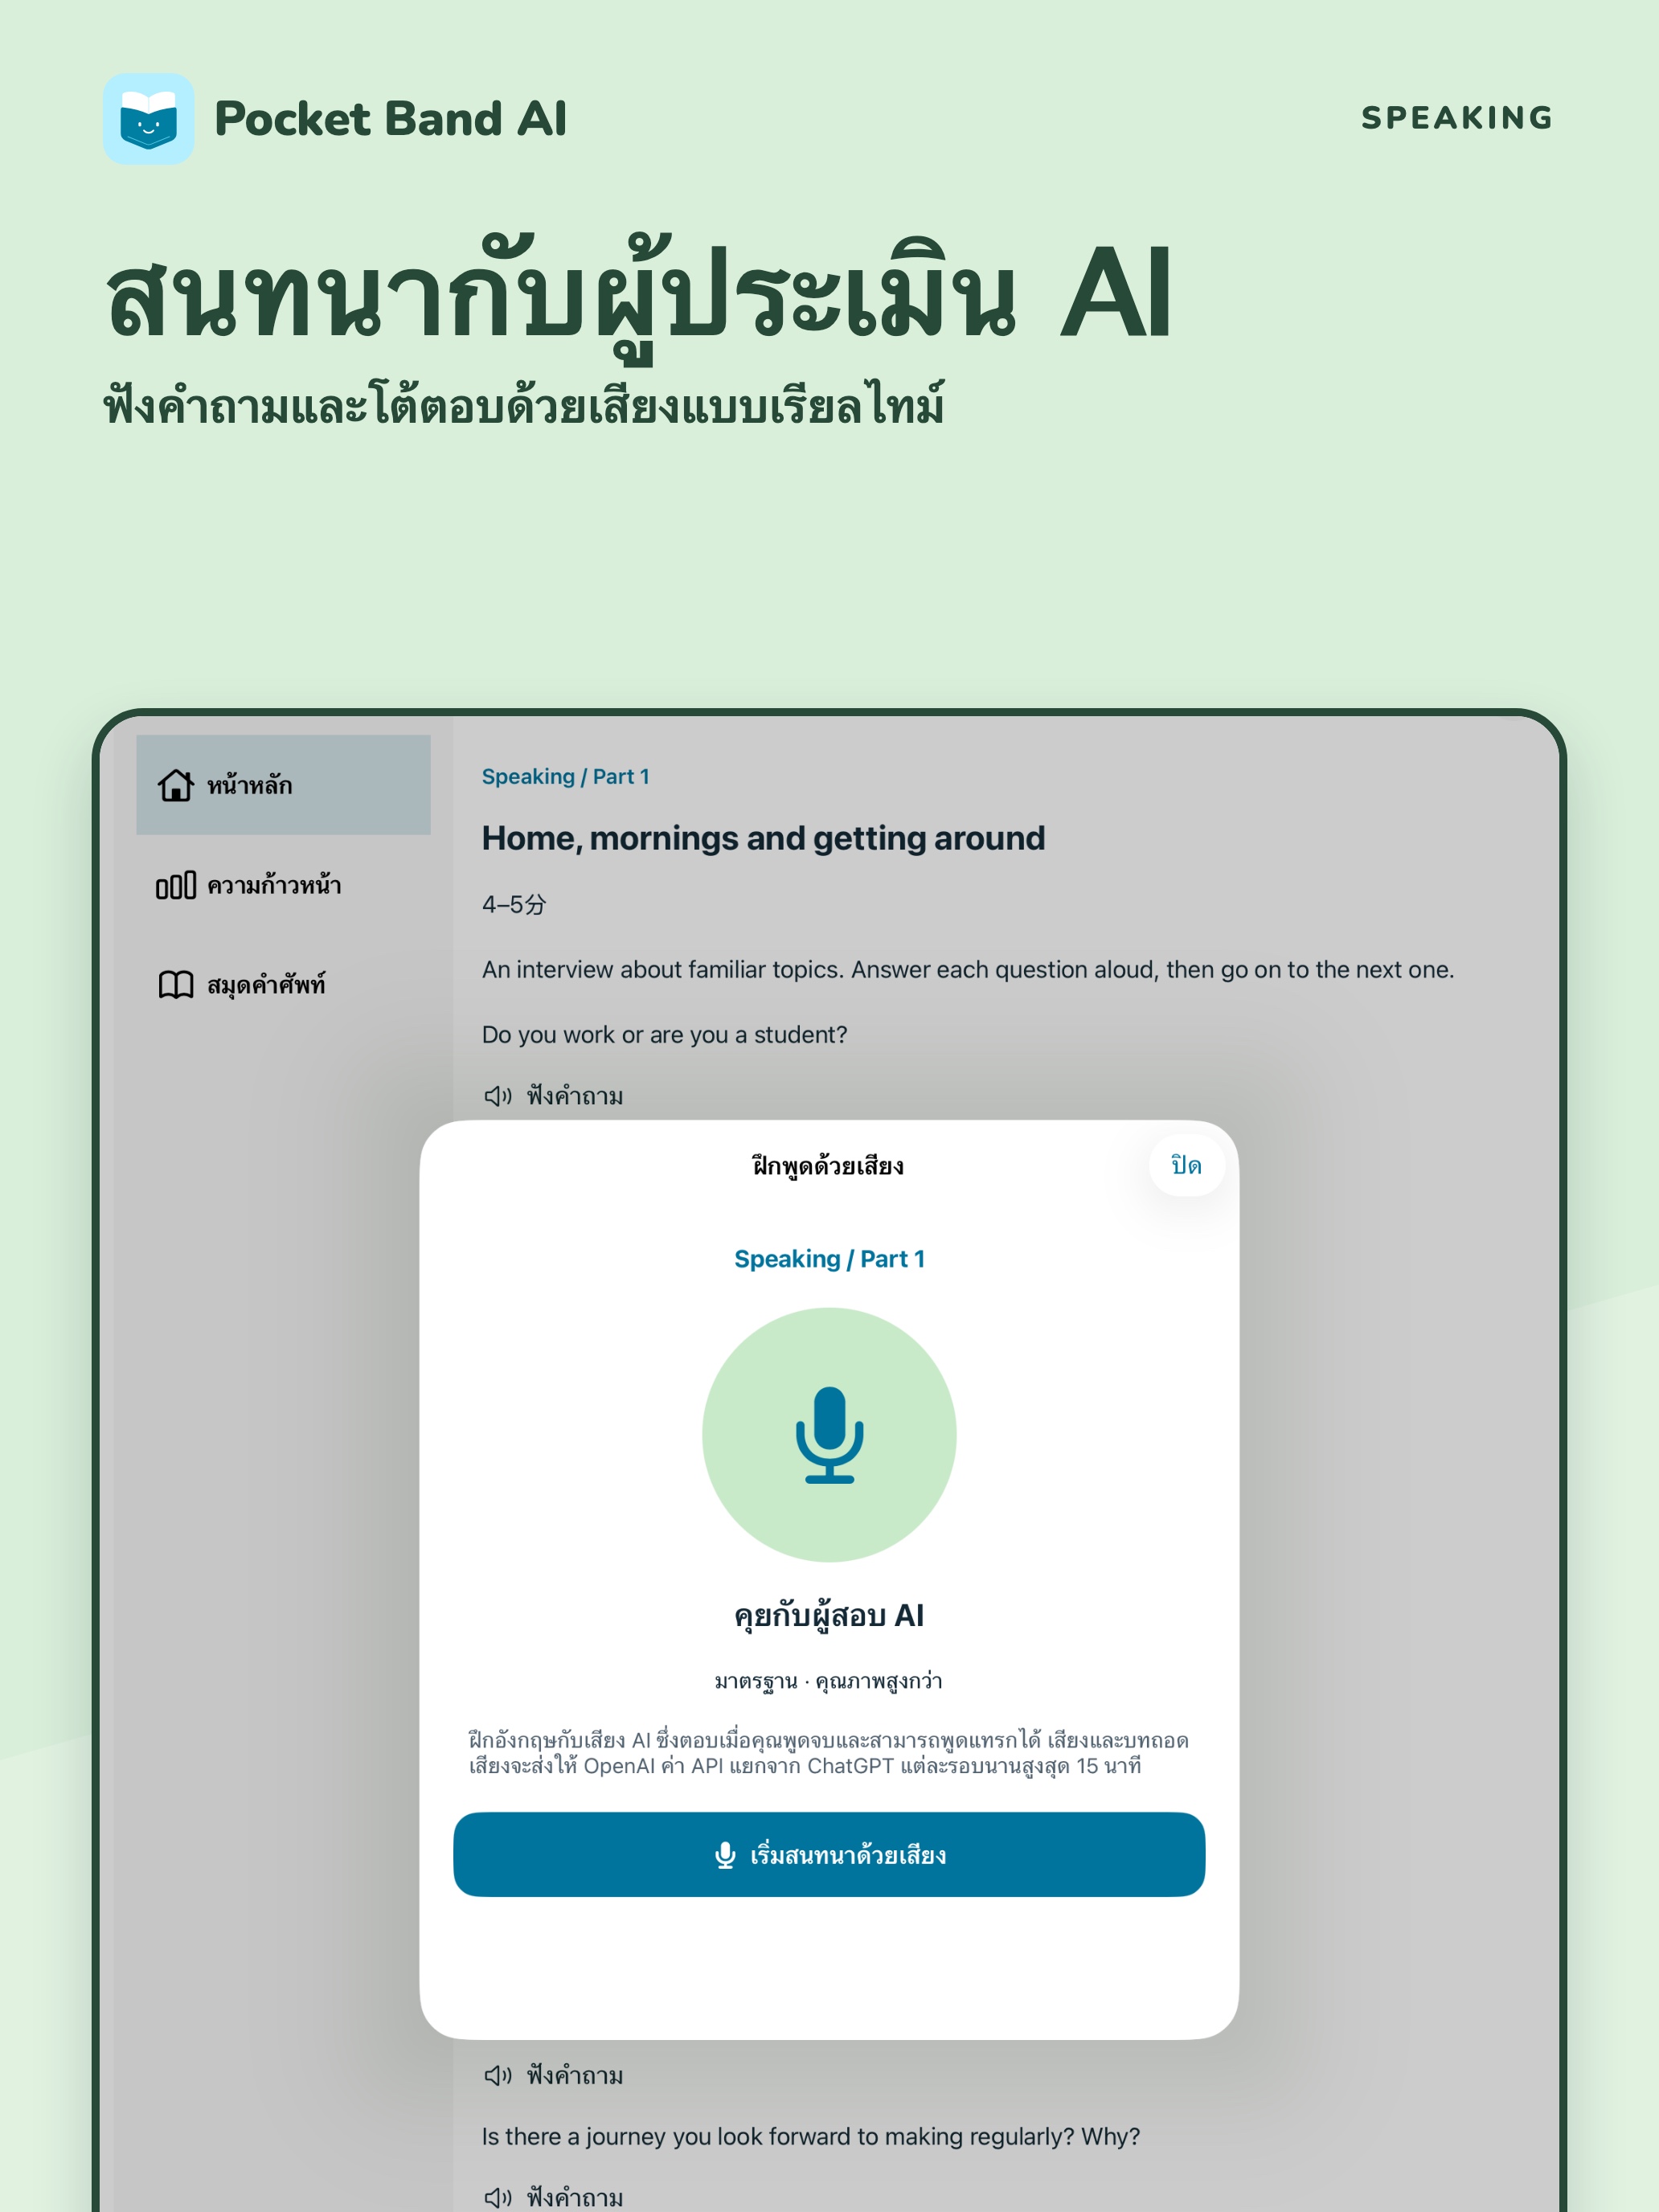 Pocket Band AI
SPEAKING
สนทนากับผู้ประเมิน AI
ฟังคำถามและโต้ตอบด้วยเสียงแบบเรียลไทม์
หน้าหลัก
ความก้าวหน้า
สมุดคำศัพท์
Speaking / Part 1
Home, mornings and getting around
4–5分
An interview about familiar topics. Answer each question aloud, then go on to the next one.
Do you work or are you a student?
ฟังคำถาม
ฝึกพูดด้วยเสียง
ปิด
Speaking / Part 1
คุยกับผู้สอบ AI
มาตรฐาน · คุณภาพสูงกว่า
ฝึกอังกฤษกับเสียง AI ซึ่งตอบเมื่อคุณพูดจบและสามารถพูดแทรกได้ เสียงและบทถอด
เสียงจะส่งให้ OpenAI ค่า API แยกจาก ChatGPT แต่ละรอบนานสูงสุด 15 นาที
เริ่มสนทนาด้วยเสียง
ฟังคำถาม
Is there a journey you look forward to making regularly? Why?
ฟังคำถาม